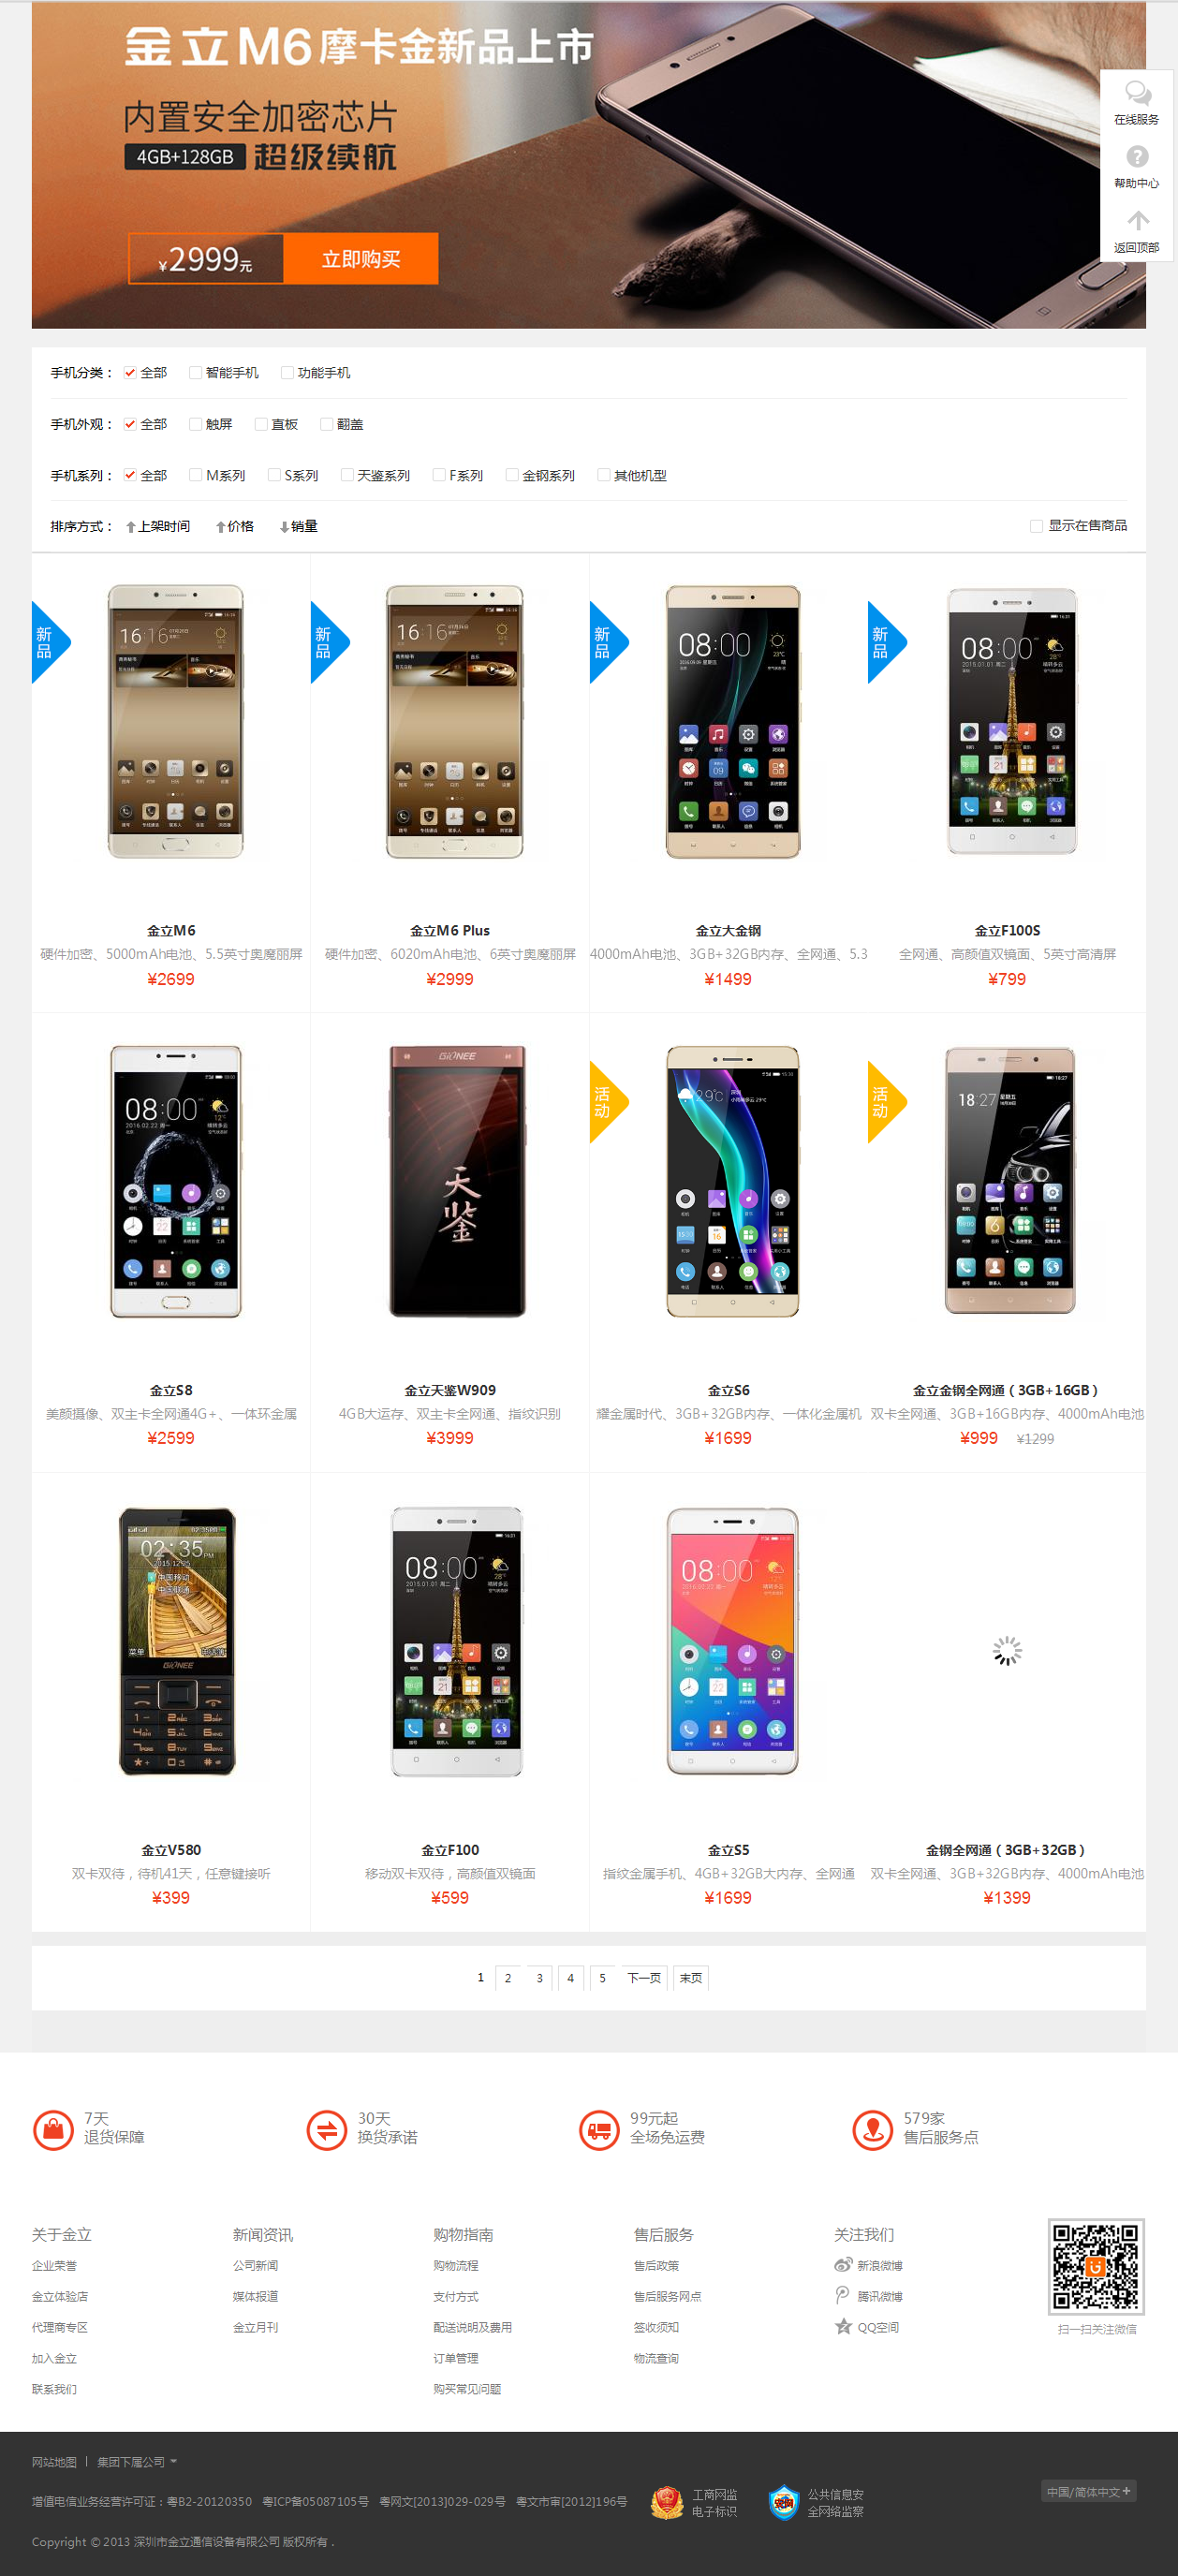 金立M6摩卡金新品上市
内置安全加密芯片
4GB+128GB 超级续航
¥2999元 立即购买
在线服务
帮助中心
返回顶部
手机分类： 全部 智能手机 功能手机
手机外观： 全部 触屏 直板 翻盖
手机系列： 全部 M系列 S系列 天鉴系列 F系列 金钢系列 其他机型
排序方式： 上架时间 价格 销量 显示在售商品
新品 新品 新品 新品
金立M6 金立M6 Plus 金立大金钢 金立F100S
硬件加密、5000mAh电池、5.5英寸奥魔丽屏 硬件加密、6020mAh电池、6英寸奥魔丽屏 4000mAh电池、3GB+32GB内存、全网通、5.3 全网通、高颜值双镜面、5英寸高清屏
¥2699 ¥2999 ¥1499 ¥799
GIONEE
天鉴
活动 活动
金立S8 金立天鉴W909 金立S6 金立金钢全网通（3GB+16GB）
美颜摄像、双主卡全网通4G+、一体环金属 4GB大运存、双主卡全网通、指纹识别 耀金属时代、3GB+32GB内存、一体化金属机 双卡全网通、3GB+16GB内存、4000mAh电池
¥2599 ¥3999 ¥1699 ¥999 ¥1299
GIONEE
金立V580 金立F100 金立S5 金钢全网通（3GB+32GB）
双卡双待，待机41天，任意键接听 移动双卡双待，高颜值双镜面 指纹金属手机、4GB+32GB大内存、全网通 双卡全网通、3GB+32GB内存、4000mAh电池
¥399 ¥599 ¥1699 ¥1399
1 2 3 4 5 下一页 末页
7天 30天 99元起 579家
退货保障 换货承诺 全场免运费 售后服务点
关于金立 新闻资讯 购物指南 售后服务 关注我们
企业荣誉 公司新闻 购物流程 售后政策 新浪微博
金立体验店 媒体报道 支付方式 售后服务网点 腾讯微博
代理商专区 金立月刊 配送说明及费用 签收须知 QQ空间 扫一扫关注微信
加入金立 订单管理 物流查询
联系我们 购买常见问题
网站地图 | 集团下属公司
增值电信业务经营许可证：粤B2-20120350 粤ICP备05087105号 粤网文[2013]029-029号 粤文市审[2012]196号 工商网监 电子标识 公共信息安全网络监察 中国/简体中文+
Copyright © 2013 深圳市金立通信设备有限公司 版权所有 .